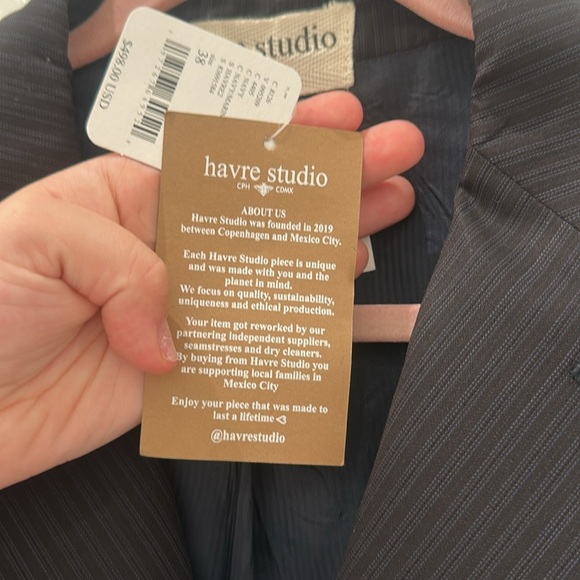 studio
$498.00 USD
38
C NAVY
havre studio
CPH CDMX
ABOUT US
Havre Studio was founded in 2019
between Copenhagen and Mexico City.
Each Havre Studio piece is unique
and was made with you and the
planet in mind.
We focus on quality, sustainability,
uniqueness and ethical production.
Your item got reworked by our
partnering independent suppliers,
seamstresses and dry cleaners.
By buying from Havre Studio you
are supporting local families in
Mexico City
Enjoy your piece that was made to
last a lifetime
@havrestudio